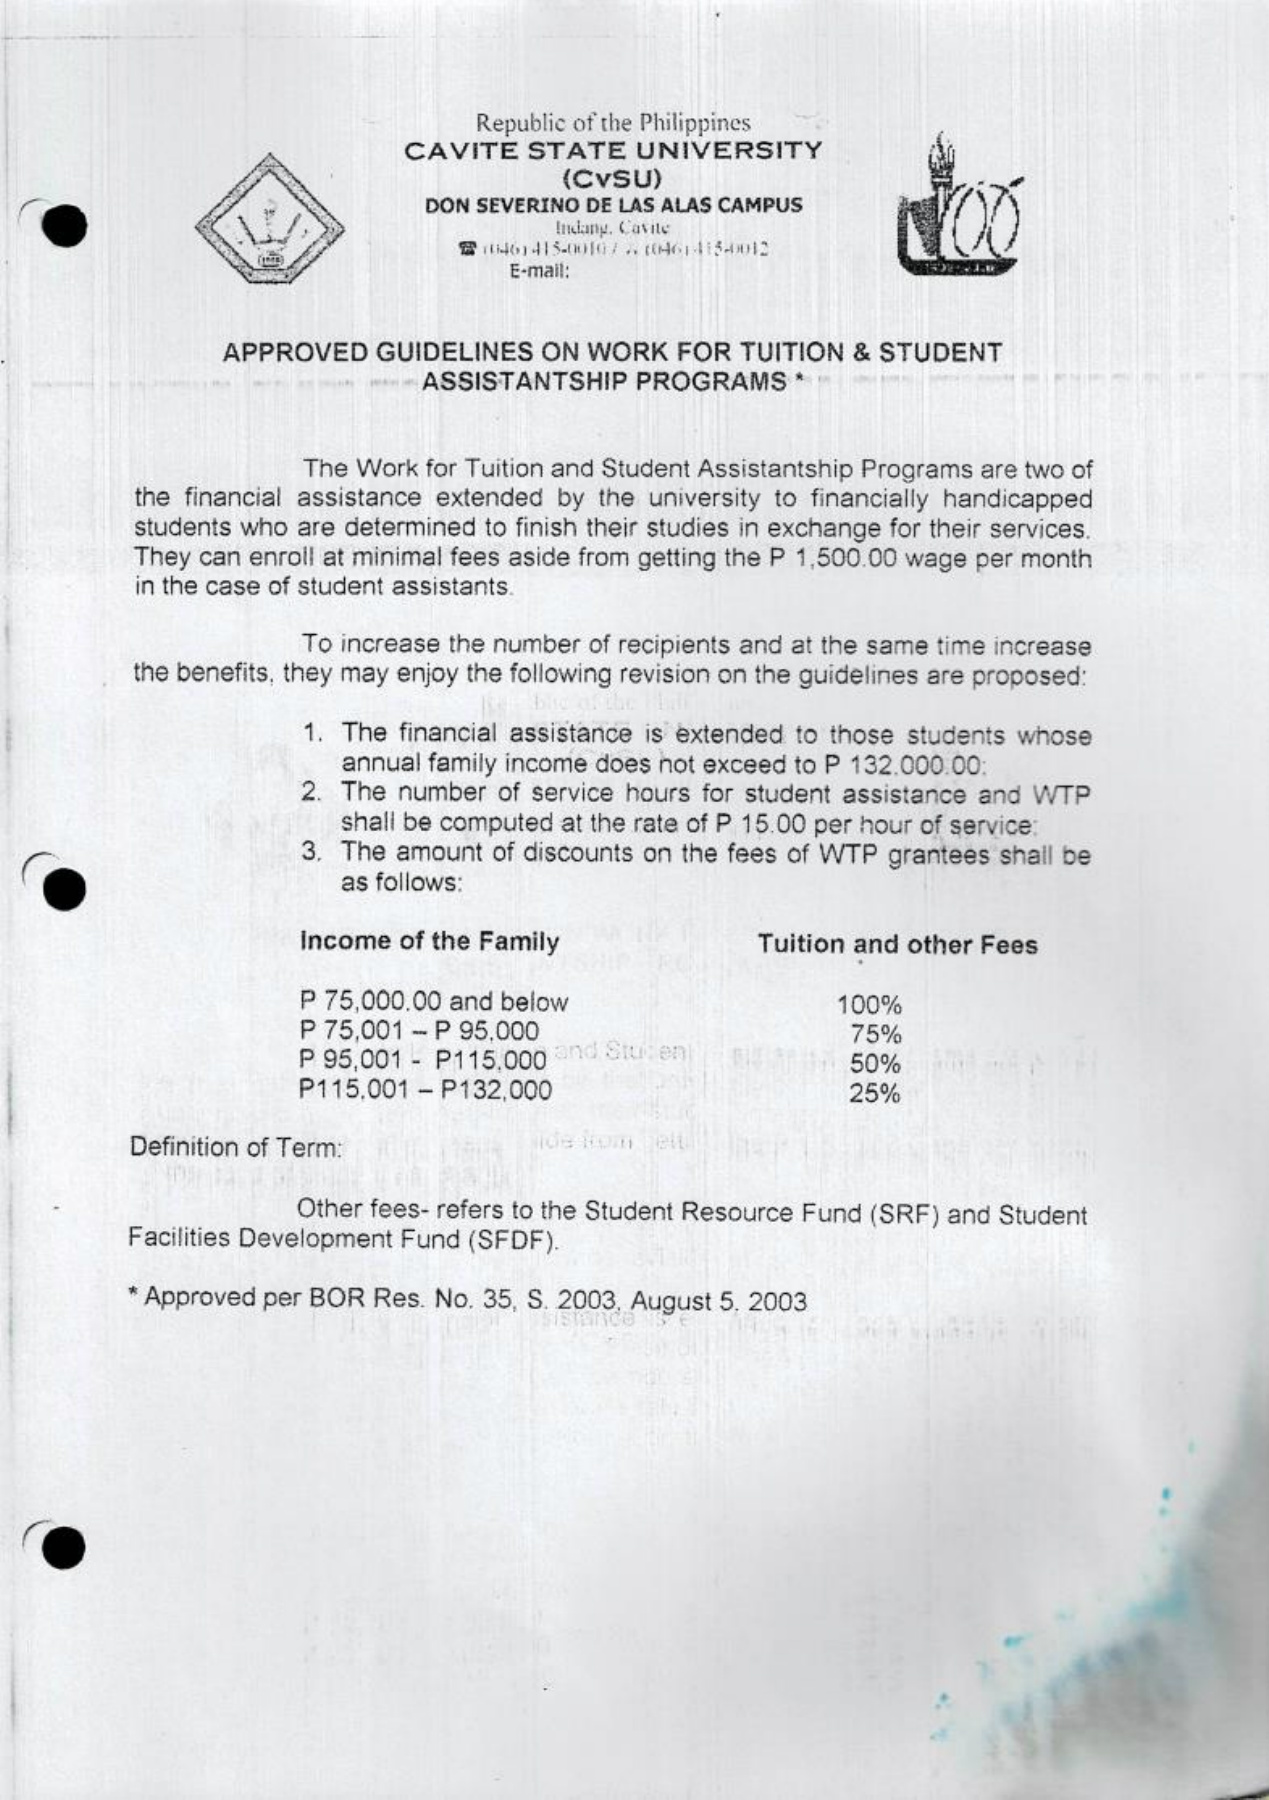 Republic of the Philippines
CAVITE STATE UNIVERSITY
(CvSU)
DON SEVERINO DE LAS ALAS CAMPUS
Indang, Cavite
(046) 415-0010 / (046) 415-0012
E-mail:
APPROVED GUIDELINES ON WORK FOR TUITION & STUDENT
ASSISTANTSHIP PROGRAMS *
The Work for Tuition and Student Assistantship Programs are two of
the financial assistance extended by the university to financially handicapped
students who are determined to finish their studies in exchange for their services.
They can enroll at minimal fees aside from getting the P 1,500.00 wage per month
in the case of student assistants.
To increase the number of recipients and at the same time increase
the benefits, they may enjoy the following revision on the guidelines are proposed:
1. The financial assistance is extended to those students whose
annual family income does not exceed to P 132,000.00;
2. The number of service hours for student assistance and WTP
shall be computed at the rate of P 15.00 per hour of service;
3. The amount of discounts on the fees of WTP grantees shall be
as follows:
Income of the Family Tuition and other Fees
P 75,000.00 and below 100%
P 75,001 – P 95,000 75%
P 95,001 - P115,000 50%
P115,001 – P132,000 25%
Definition of Term:
Other fees- refers to the Student Resource Fund (SRF) and Student
Facilities Development Fund (SFDF).
* Approved per BOR Res. No. 35, S. 2003, August 5, 2003